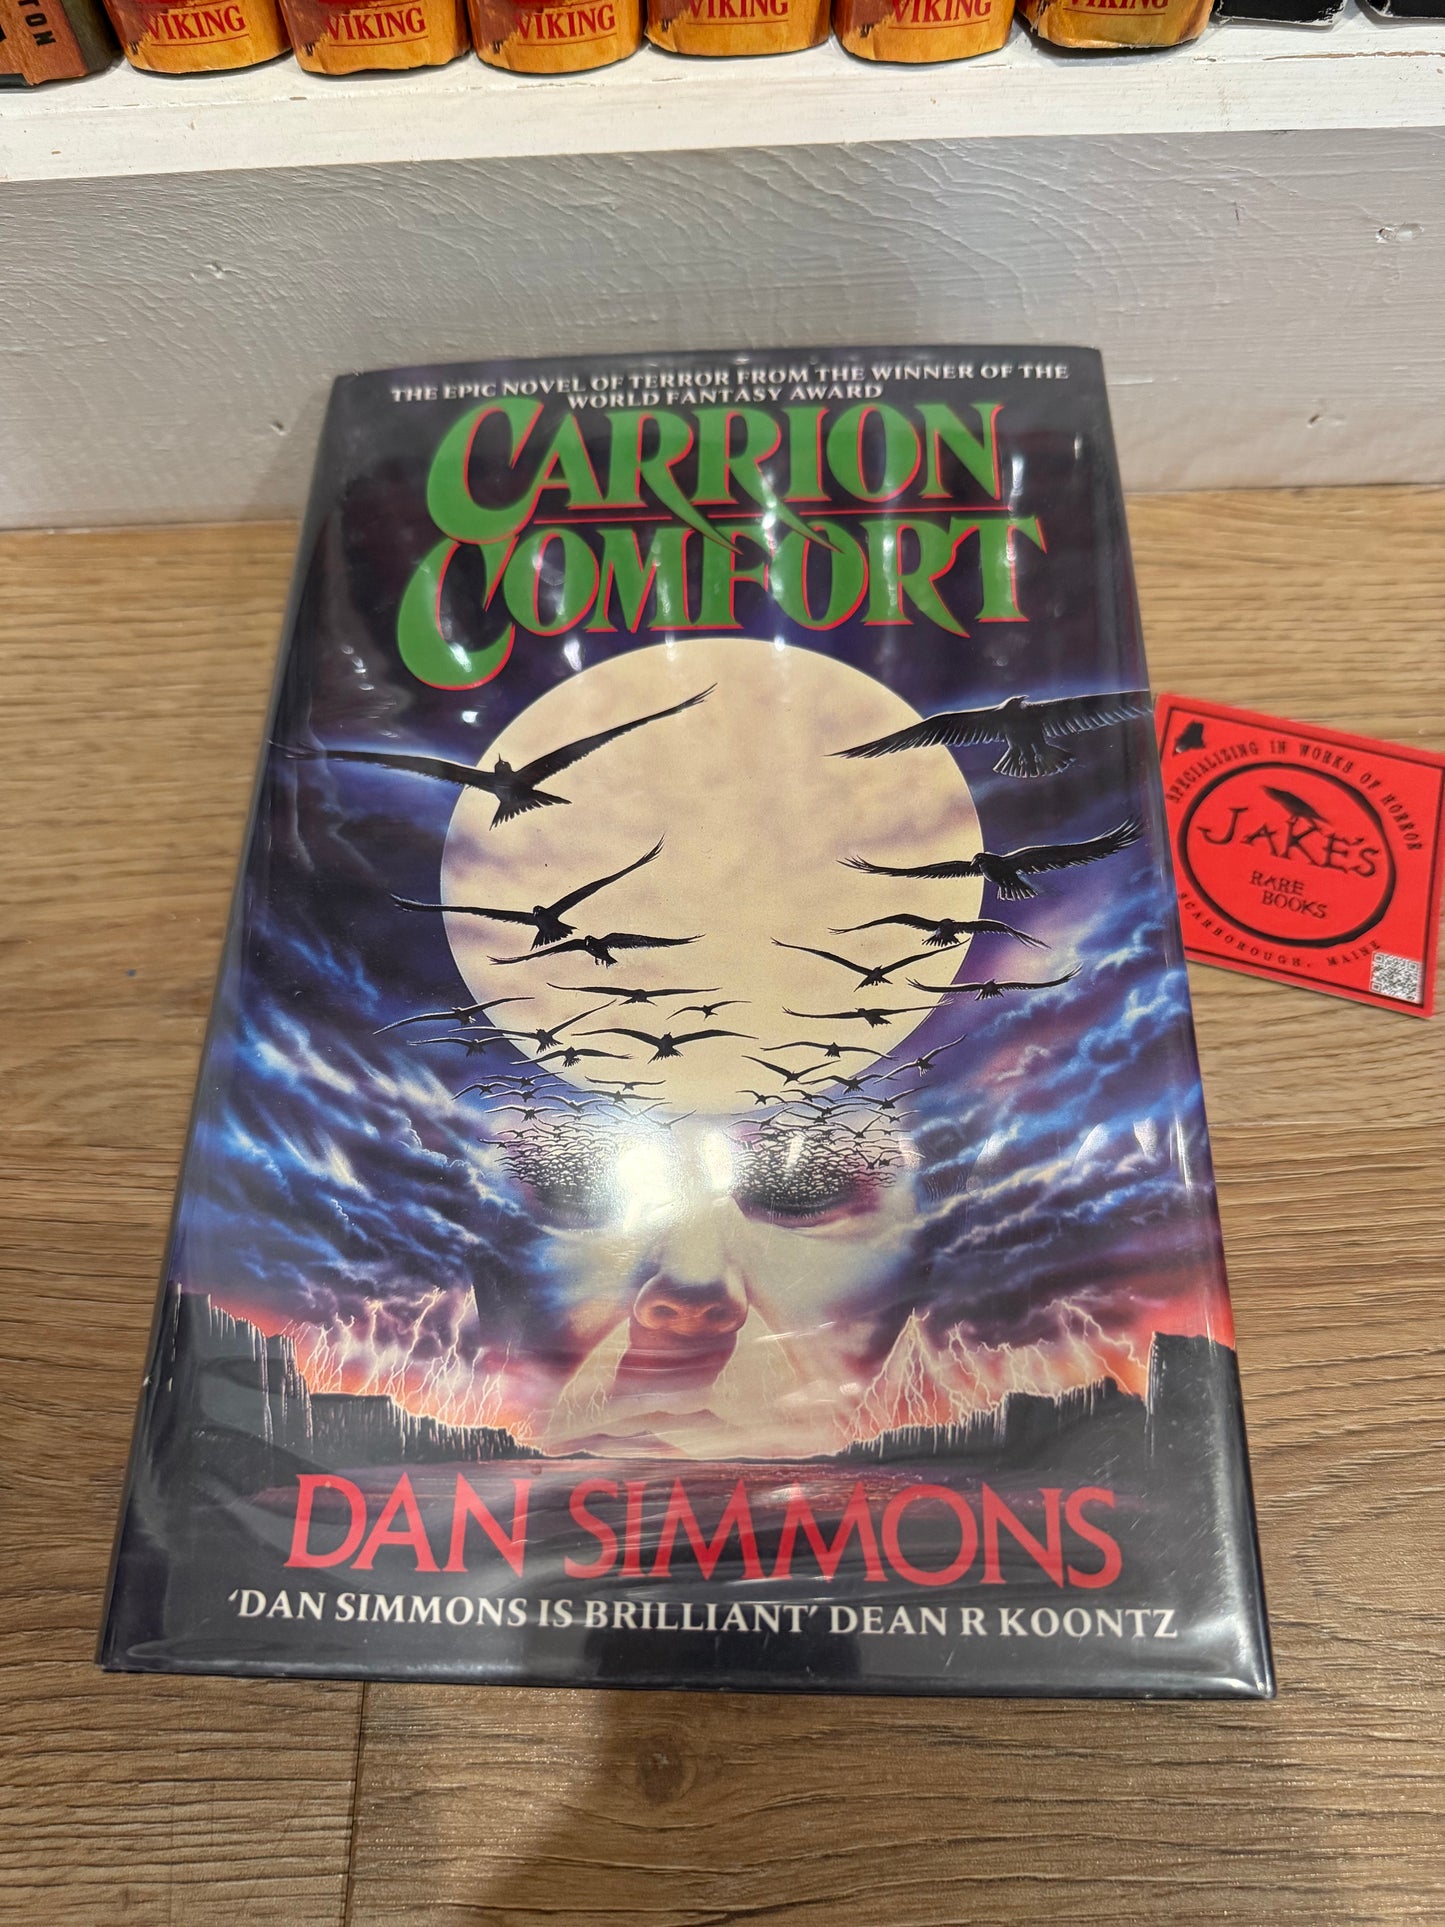 TON
VIKING
VIKING
VIKING
VIKING
VIKING
VIKING
THE EPIC NOVEL OF TERROR FROM THE WINNER OF THE
WORLD FANTASY AWARD
CARRION
COMFORT
SPECIALIZING IN WORKS OF HORROR
JAKE'S
RARE
BOOKS
SCARBOROUGH, MAINE
DAN SIMMONS
‘DAN SIMMONS IS BRILLIANT’ DEAN R KOONTZ